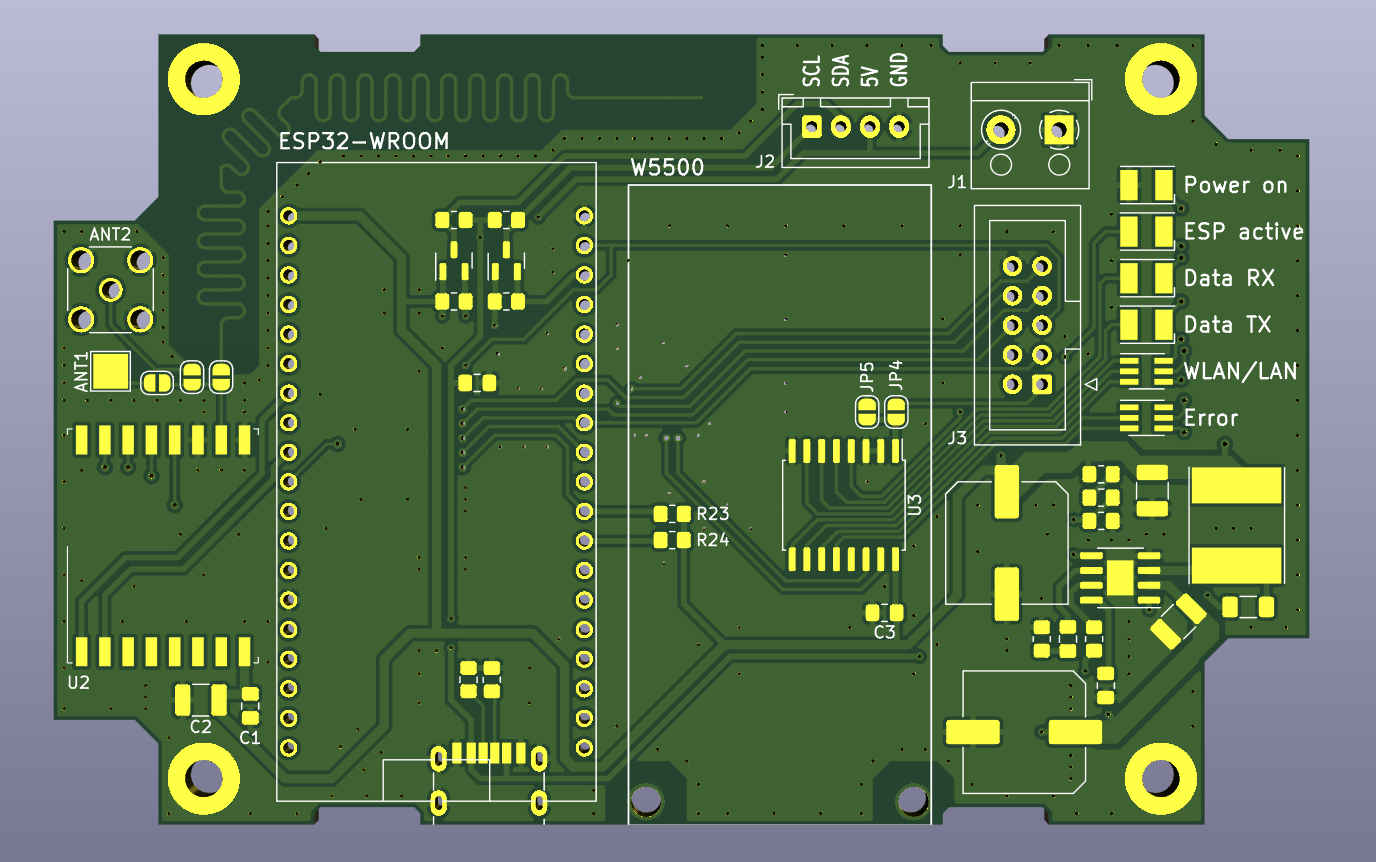 SCL
SDA
5V
GND
ESP32-WROOM
J2
W5500
J1
Power on
ANT2
ESP active
Data RX
Data TX
ANT1
JP5
JP4
WLAN/LAN
Error
J3
U3
R23
R24
C3
U2
C2
C1